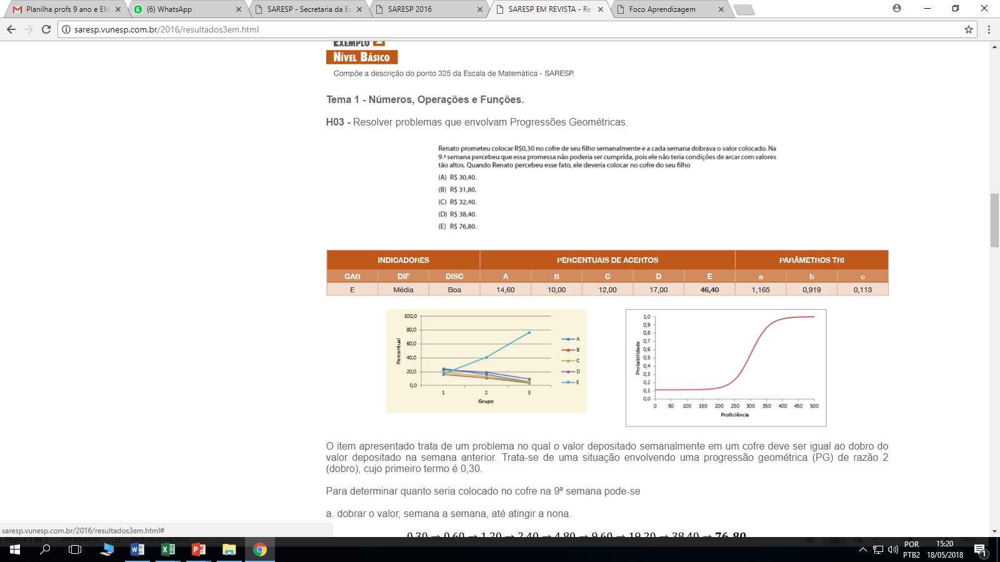 Planilha profs 9 ano e EM
(6) WhatsApp
SARESP - Secretaria da Ed
SARESP 2016
SARESP EM REVISTA - Re
Foco Aprendizagem
saresp.vunesp.com.br/2016/resultados3em.html
EXEMPLO
NÍVEL BÁSICO
Compõe a descrição do ponto 325 da Escala de Matemática - SARESP.
Tema 1 - Números, Operações e Funções.
H03 - Resolver problemas que envolvam Progressões Geométricas.
Renato prometeu colocar R$0,30 no cofre de seu filho semanalmente e a cada semana dobrava o valor colocado. Na
9.ª semana percebeu que essa promessa não poderia ser cumprida, pois ele não teria condições de arcar com valores
tão altos. Quando Renato percebeu esse fato, ele deveria colocar no cofre do seu filho
(A) R$ 30,40.
(B) R$ 31,80.
(C) R$ 32,40.
(D) R$ 38,40.
(E) R$ 76,80.
INDICADORES PERCENTUAIS DE ACERTOS PARÂMETROS TRI
GAB DIF DISC A B C D E a b c
E Média Boa 14,60 10,00 12,00 17,00 46,40 1,165 0,919 0,113
100,0
80,0
60,0
40,0
20,0
0,0
Percentual
1 2 3
Grupo
A
B
C
D
E
1,0
0,9
0,8
0,7
0,6
0,5
0,4
0,3
0,2
0,1
0,0
Probabilidade
0 50 100 150 200 250 300 350 400 450 500
Proficiência
O item apresentado trata de um problema no qual o valor depositado semanalmente em um cofre deve ser igual ao dobro do
valor depositado na semana anterior. Trata-se de uma situação envolvendo uma progressão geométrica (PG) de razão 2
(dobro), cujo primeiro termo é 0,30.
Para determinar quanto seria colocado no cofre na 9ª semana pode-se
a. dobrar o valor, semana a semana, até atingir a nona.
0,30 → 0,60 → 1,20 → 2,40 → 4,80 → 9,60 → 19,20 → 38,40 → 76,80
saresp.vunesp.com.br/2016/resultados3em.html#
Página 1 de 1 388 palavras Português (Brasil)
100%
POR
PTB2
15:20
18/05/2018
1